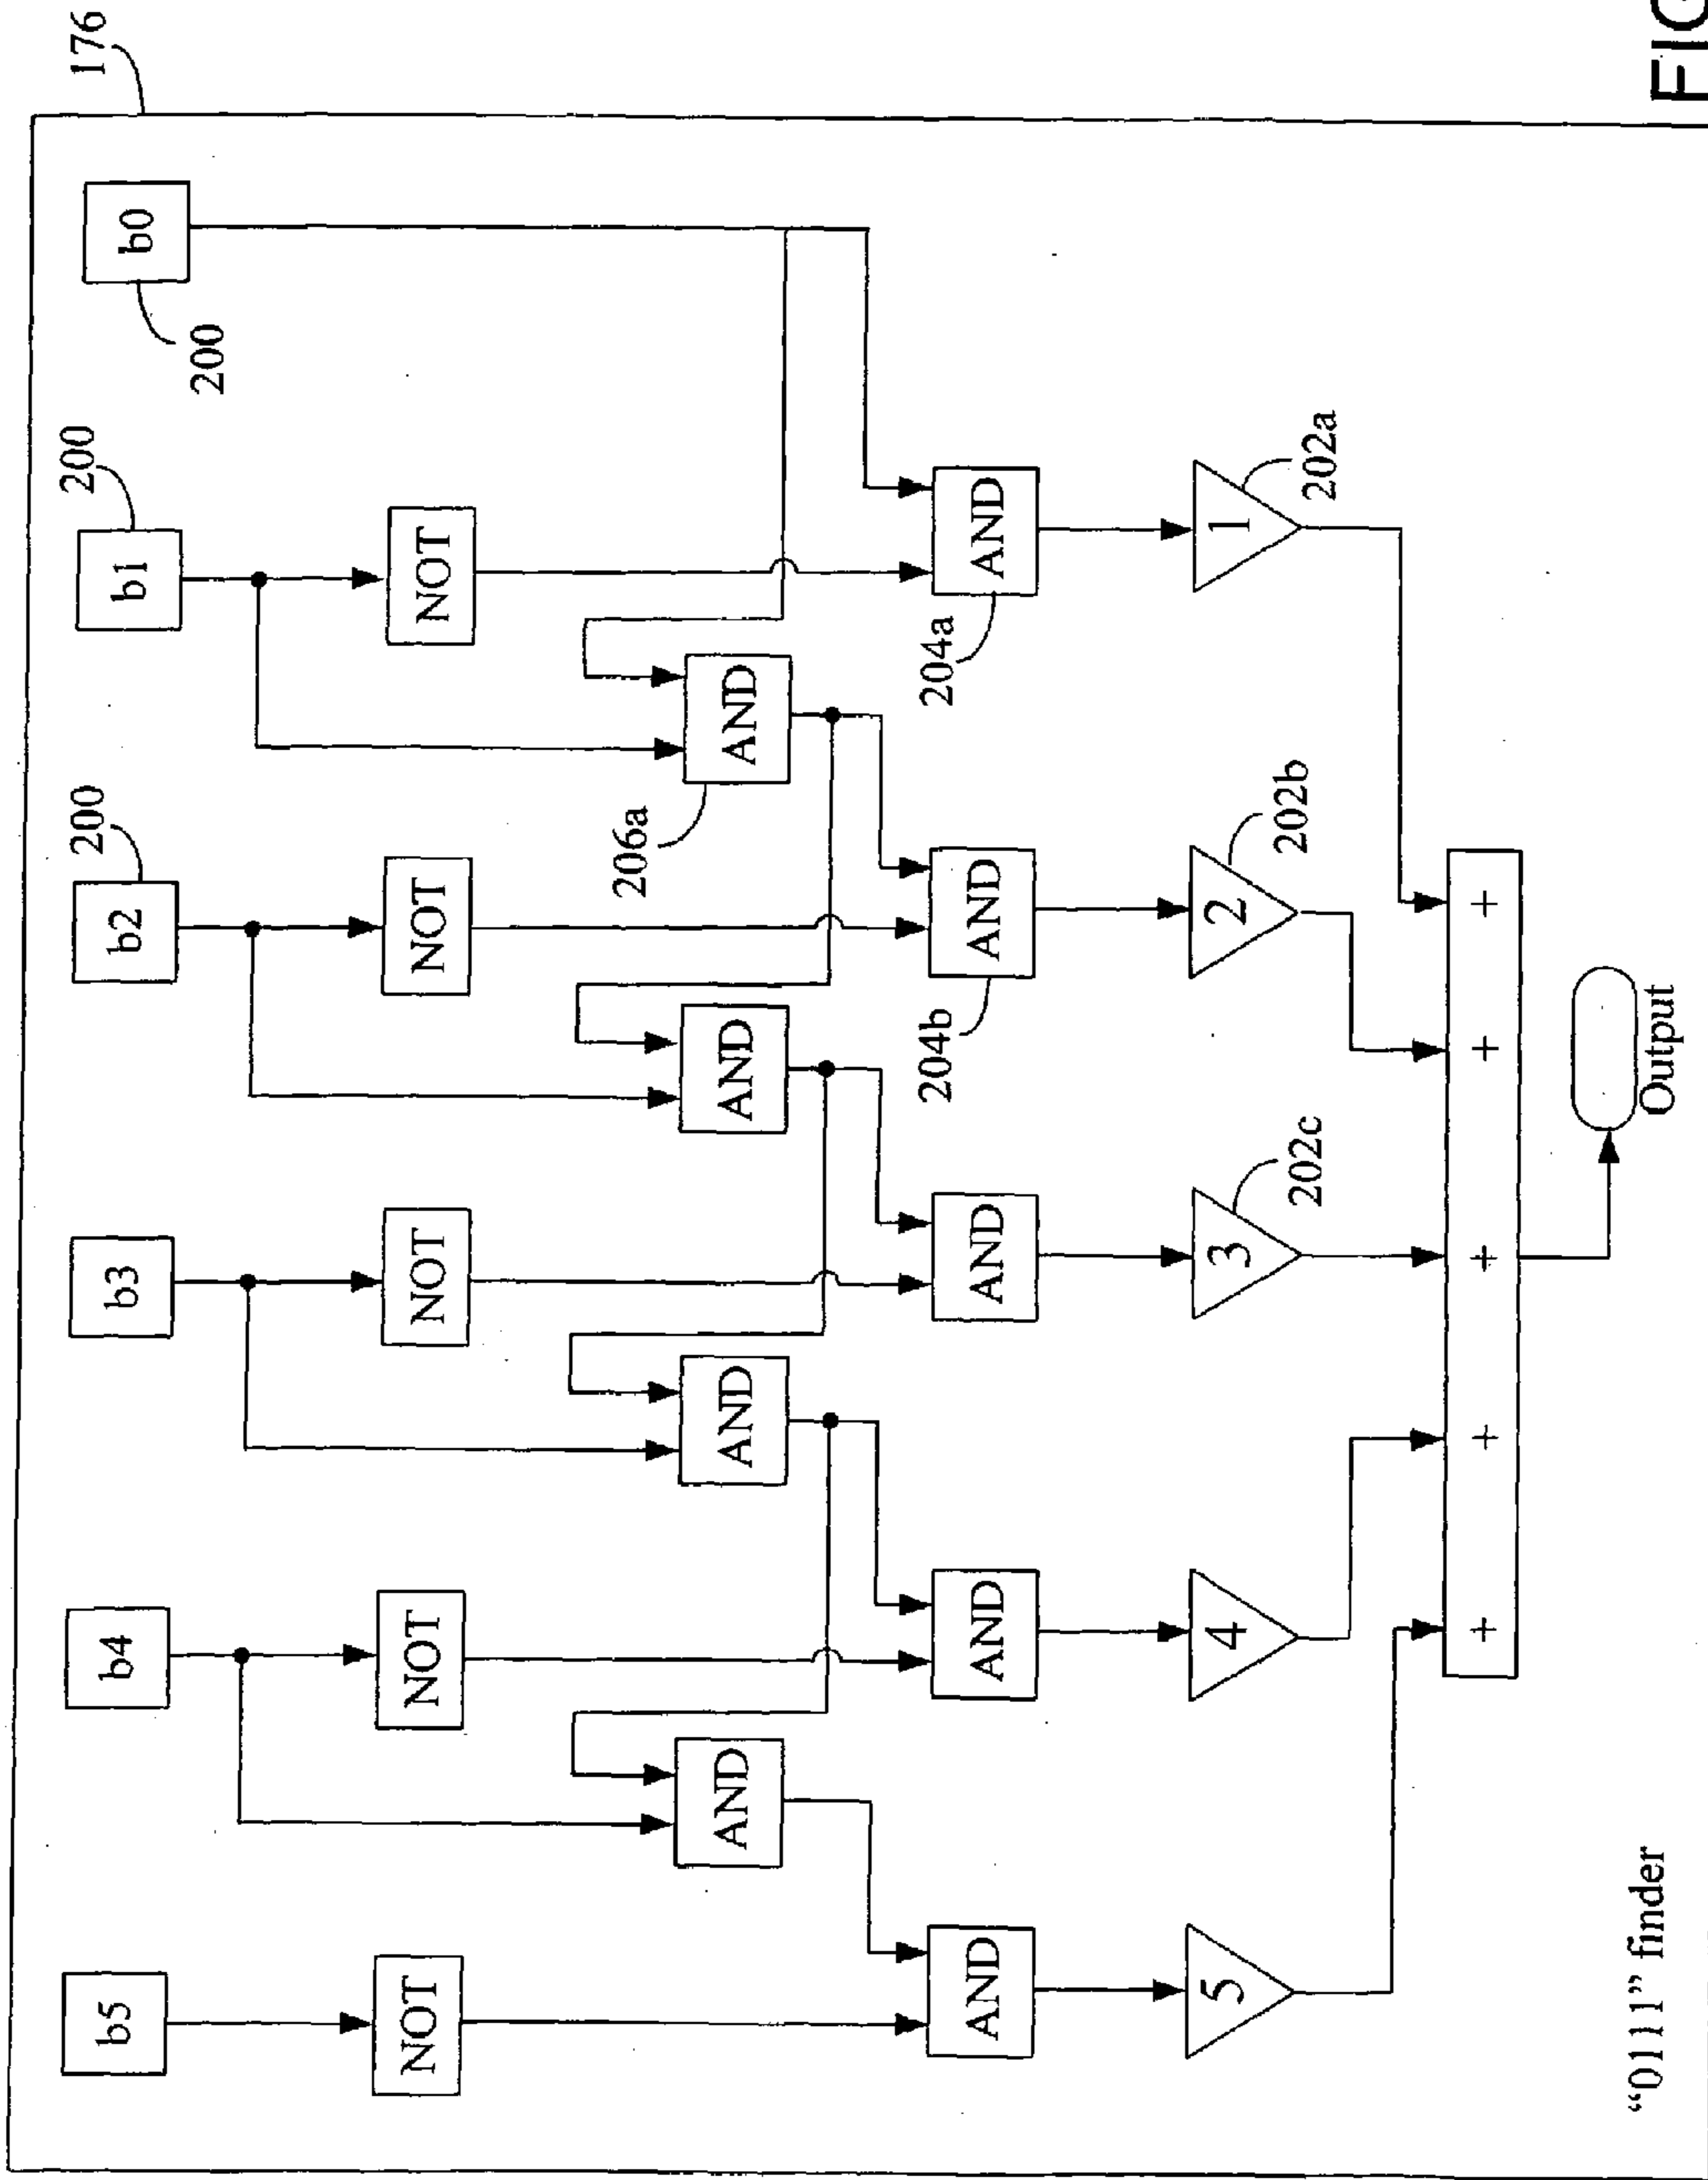 176
b5
b4
b3
b2
b1
b0
200
200
200
NOT
NOT
NOT
NOT
NOT
AND
AND
AND
AND
206a
AND
AND
AND
AND
AND
204b
204a
5
4
3
2
1
202c
202b
202a
+ + + + +
Output
"0111" finder
FIG